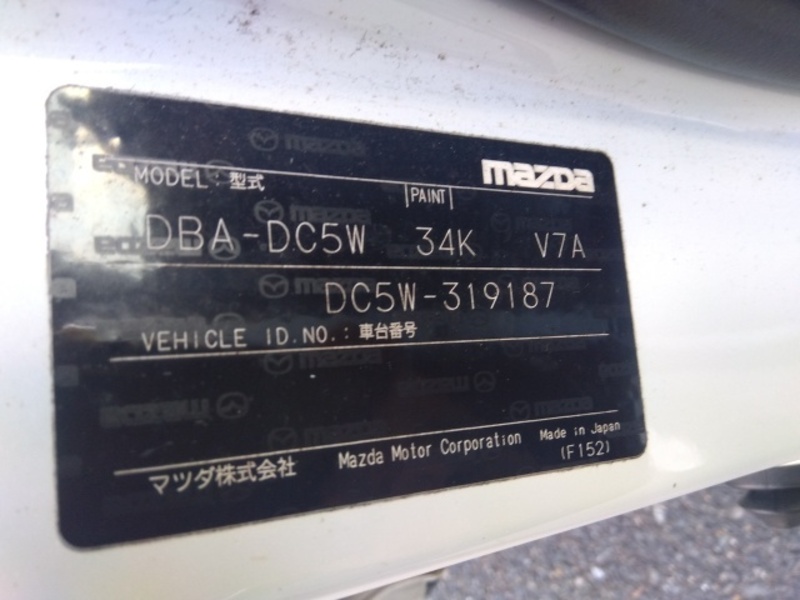 mazda
MODEL : 型式 PAINT
DBA-DC5W 34K V7A
DC5W-319187
VEHICLE ID.NO.: 車台番号
マツダ株式会社 Mazda Motor Corporation Made in Japan
(F152)